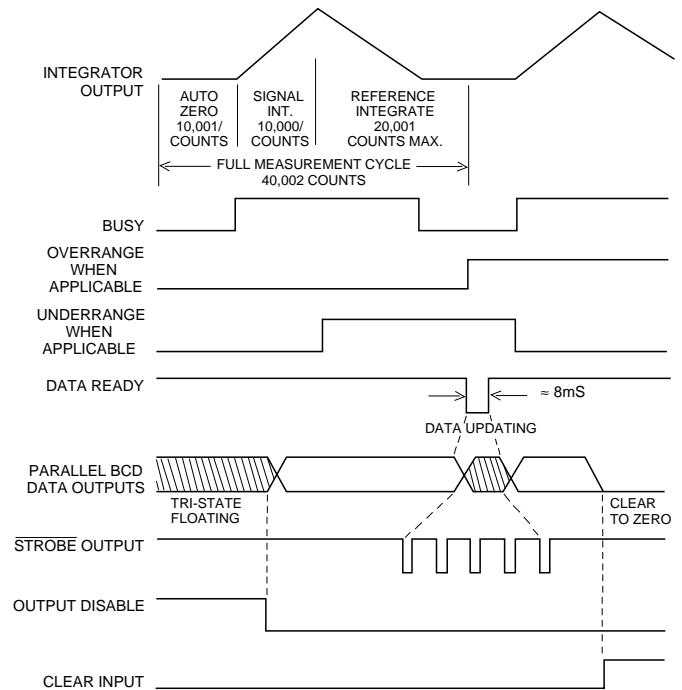 INTEGRATOR
OUTPUT
AUTO
ZERO
10,001/
COUNTS
SIGNAL
INT.
10,000/
COUNTS
REFERENCE
INTEGRATE
20,001
COUNTS MAX.
FULL MEASUREMENT CYCLE
40,002 COUNTS
BUSY
OVERRANGE
WHEN
APPLICABLE
UNDERRANGE
WHEN
APPLICABLE
DATA READY
≈ 8mS
DATA UPDATING
PARALLEL BCD
DATA OUTPUTS
TRI-STATE
FLOATING
CLEAR
TO ZERO
STROBE OUTPUT
OUTPUT DISABLE
CLEAR INPUT